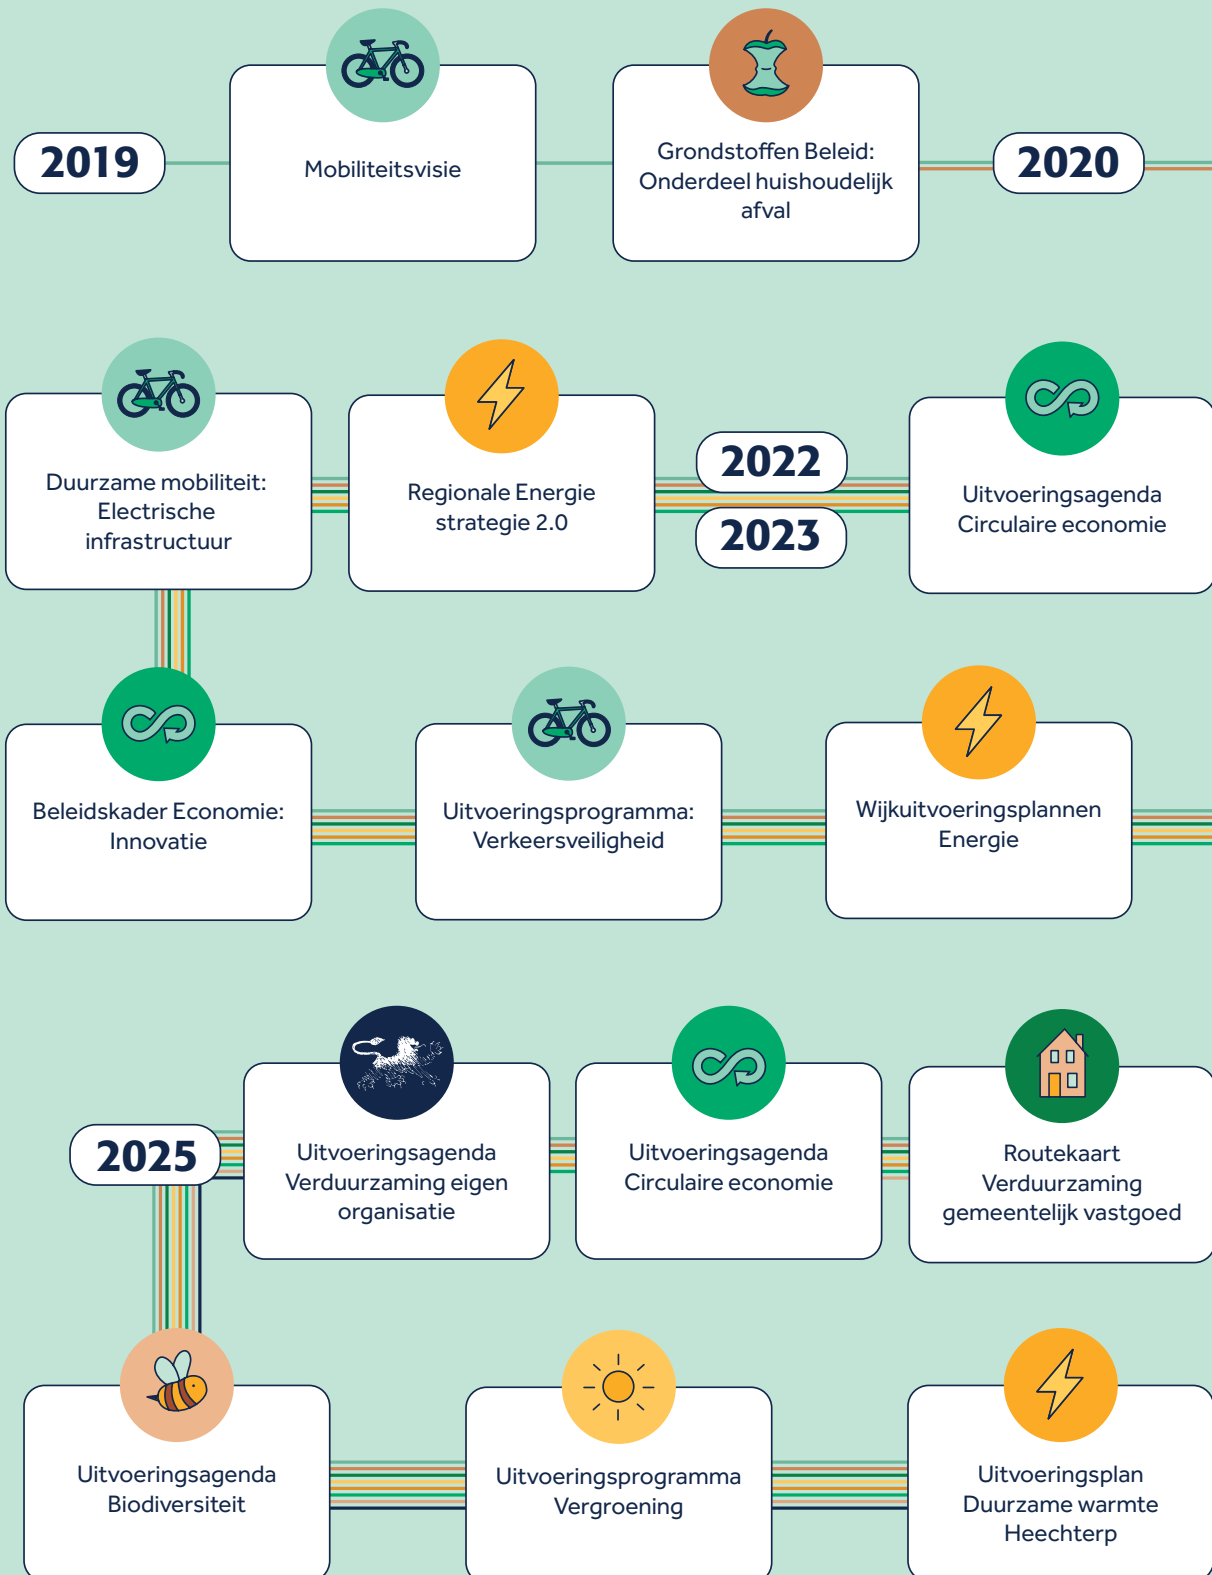 2019
Mobiliteitsvisie
Grondstoffen Beleid:
Onderdeel huishoudelijk
afval
2020
Duurzame mobiliteit:
Electrische
infrastructuur
Regionale Energie
strategie 2.0
2022
2023
Uitvoeringsagenda
Circulaire economie
Beleidskader Economie:
Innovatie
Uitvoeringsprogramma:
Verkeersveiligheid
Wijkuitvoeringsplannen
Energie
2025
Uitvoeringsagenda
Verduurzaming eigen
organisatie
Uitvoeringsagenda
Circulaire economie
Routekaart
Verduurzaming
gemeentelijk vastgoed
Uitvoeringsagenda
Biodiversiteit
Uitvoeringsprogramma
Vergroening
Uitvoeringsplan
Duurzame warmte
Heechterp